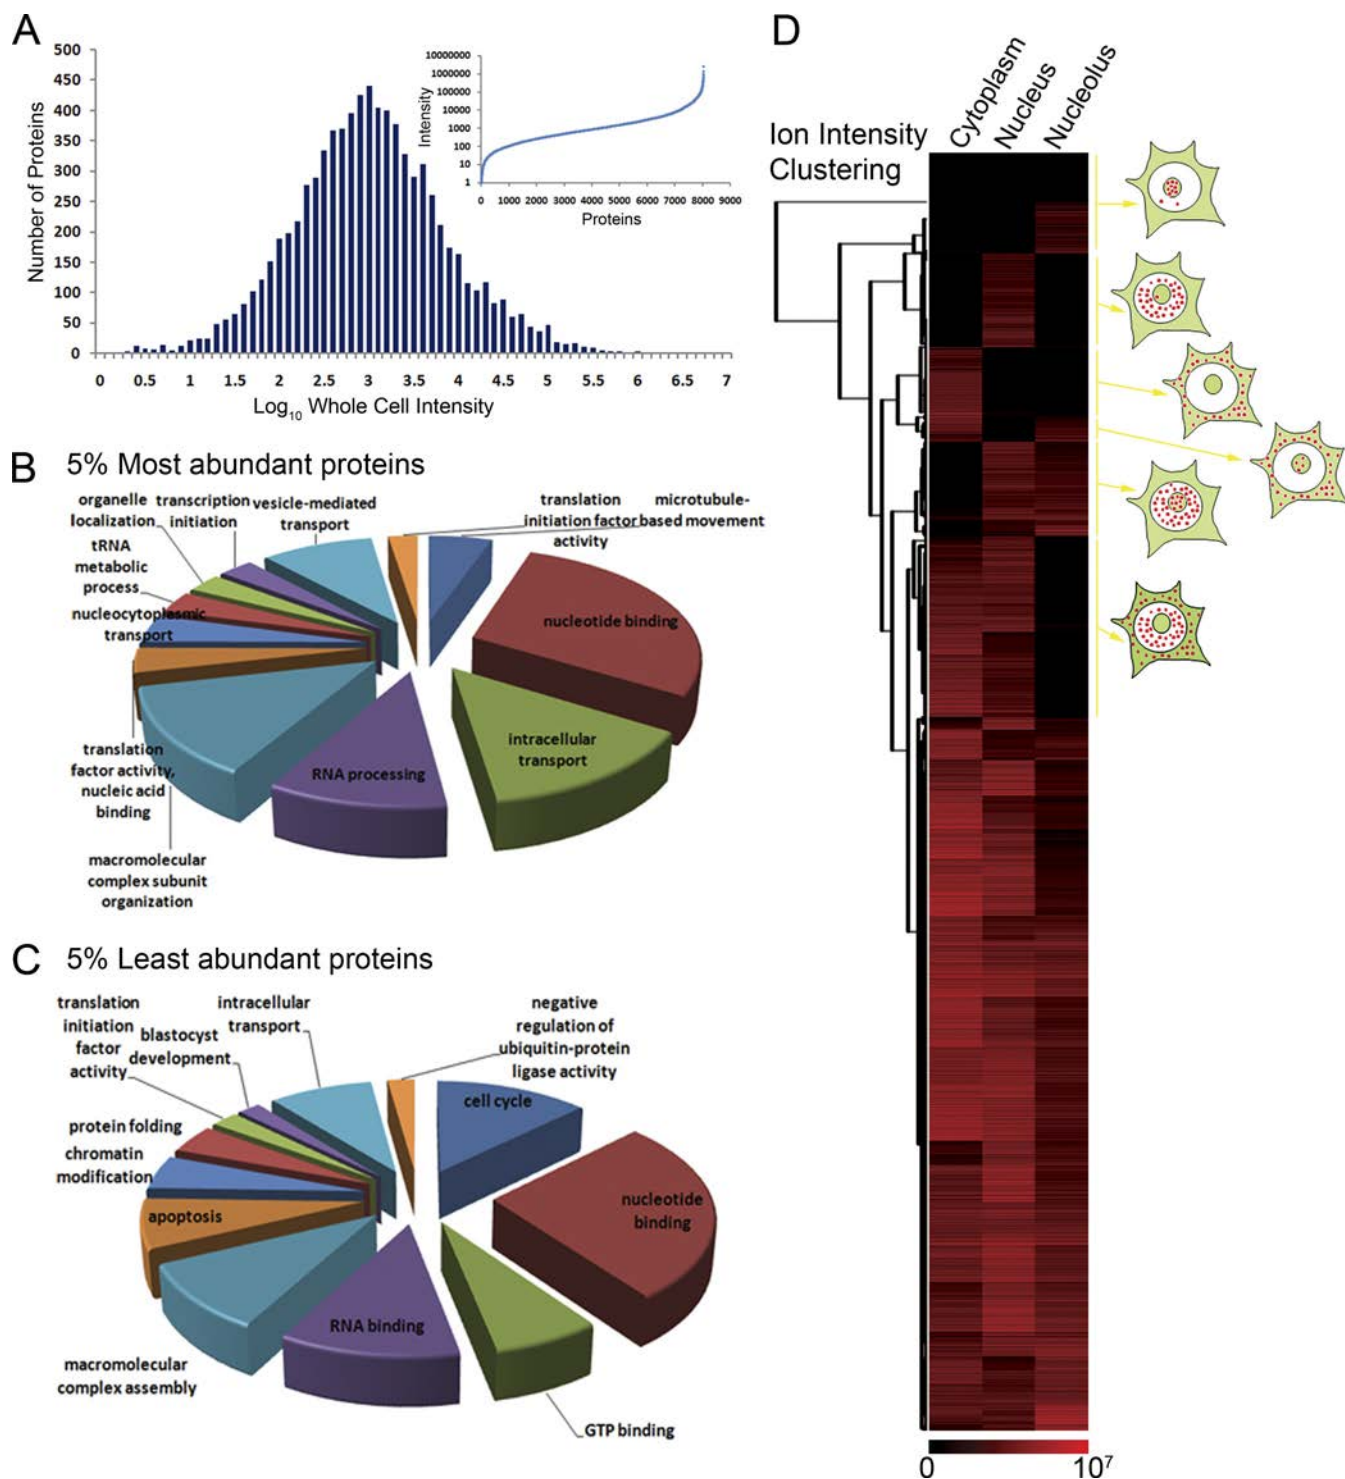 A
500
450
400
350
300
250
200
150
100
50
0
Number of Proteins
0 0.5 1 1.5 2 2.5 3 3.5 4 4.5 5 5.5 6 6.5 7
Log10 Whole Cell Intensity
10000000
1000000
100000
10000
1000
100
10
1
Intensity
0 1000 2000 3000 4000 5000 6000 7000 8000 9000
Proteins
B 5% Most abundant proteins
organelle
localization
transcription
initiation
vesicle-mediated
transport
translation
initiation factor
activity
microtubule-
based movement
tRNA
metabolic
process
nucleocytoplasmic
transport
nucleotide binding
intracellular
transport
RNA processing
translation
factor activity,
nucleic acid
binding
macromolecular
complex subunit
organization
C 5% Least abundant proteins
translation
initiation
factor
activity
blastocyst
development
intracellular
transport
negative
regulation of
ubiquitin-protein
ligase activity
cell cycle
protein folding
chromatin
modification
apoptosis
nucleotide
binding
RNA binding
macromolecular
complex assembly
GTP binding
D
Cytoplasm
Nucleus
Nucleolus
Ion Intensity
Clustering
0 10⁷